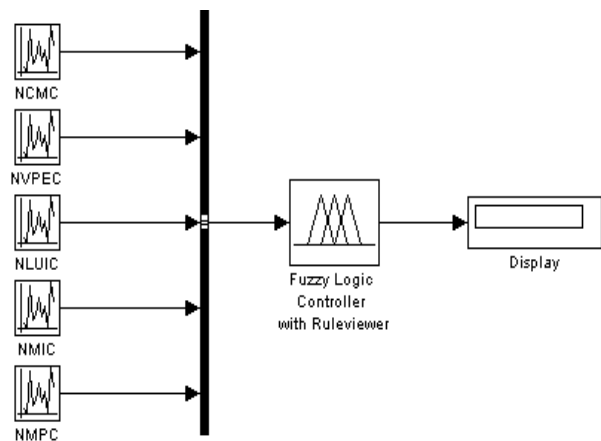 NCMC
NVPEC
NLUIC
NMIC
NMPC
Fuzzy Logic
Controller
with Ruleviewer
Display